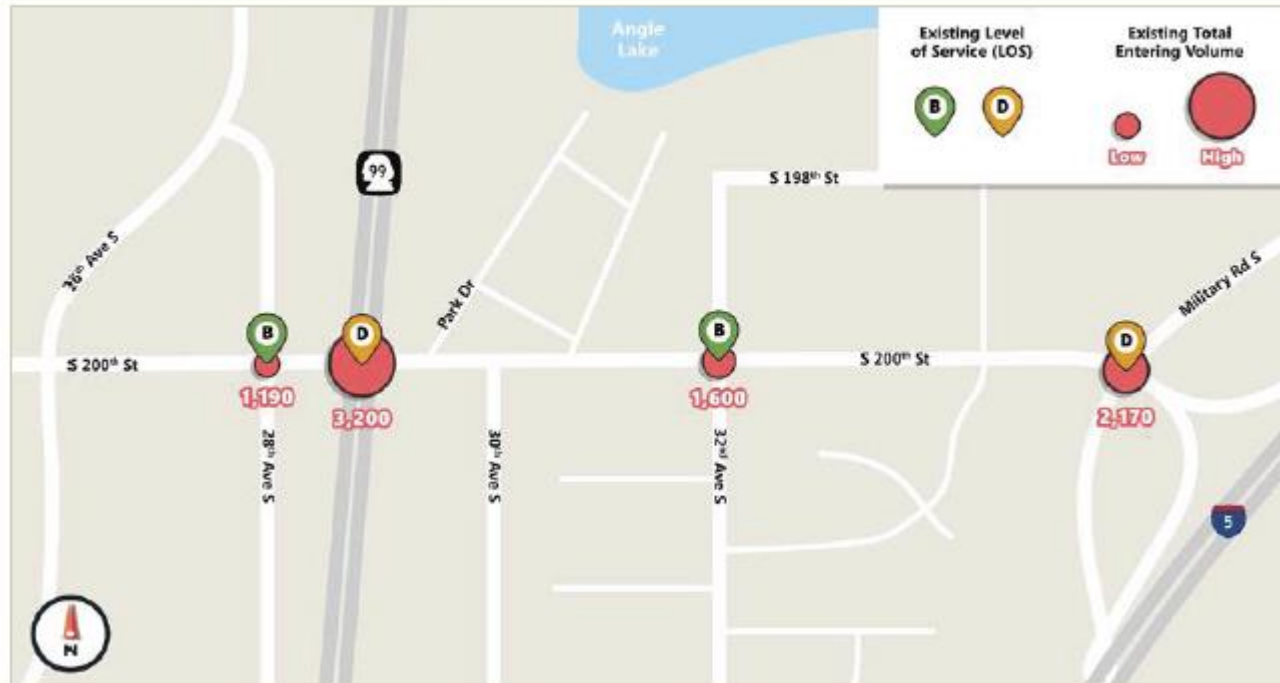 Angle
Lake
Existing Level
of Service (LOS)
Existing Total
Entering Volume
B
D
Low
High
99
S 198th St
26th Ave S
Park Dr
Military Rd S
B
D
B
D
S 200th St
S 200th St
1,190
3,200
1,600
2,170
28th Ave S
30th Ave S
32nd Ave S
5
N